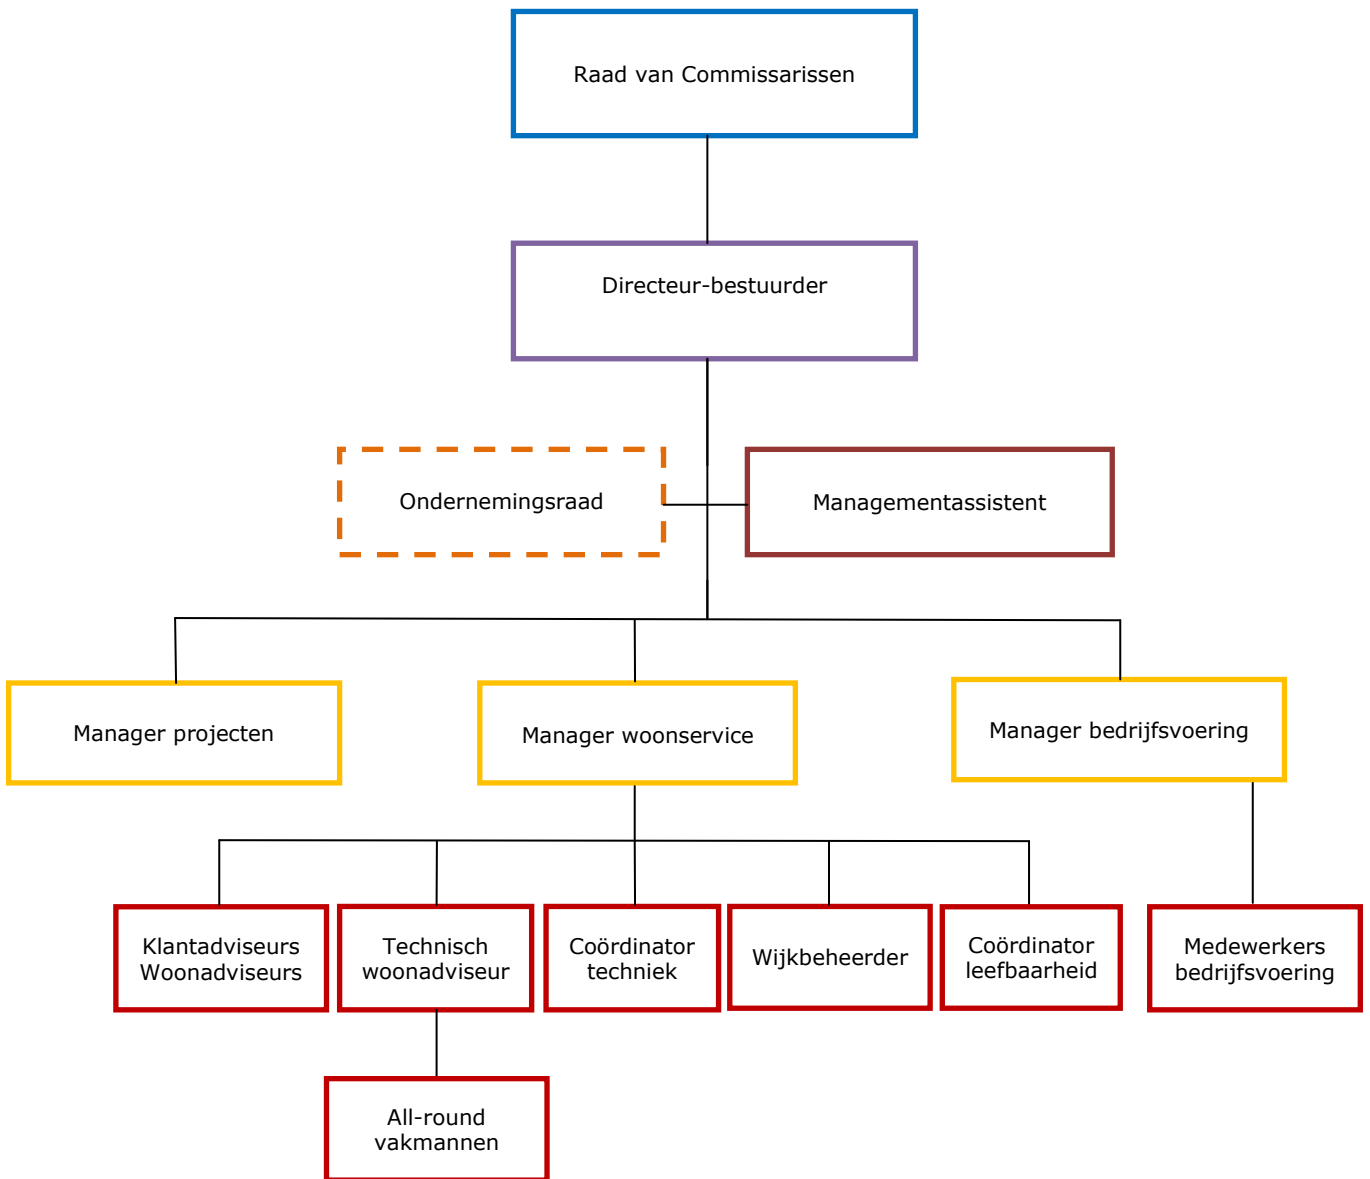 Raad van Commissarissen
Directeur-bestuurder
Ondernemingsraad
Managementassistent
Manager projecten
Manager woonservice
Manager bedrijfsvoering
Klantadviseurs
Woonadviseurs
Technisch
woonadviseur
Coördinator
techniek
Wijkbeheerder
Coördinator
leefbaarheid
Medewerkers
bedrijfsvoering
All-round
vakmannen